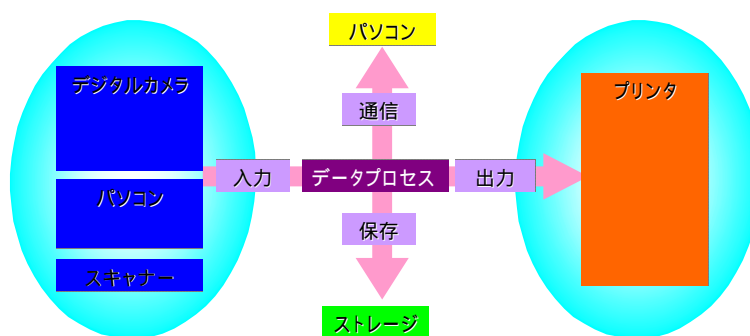 パソコン
デジタルカメラ
プリンタ
通信
パソコン
入力
データプロセス
出力
保存
スキャナー
ストレージ